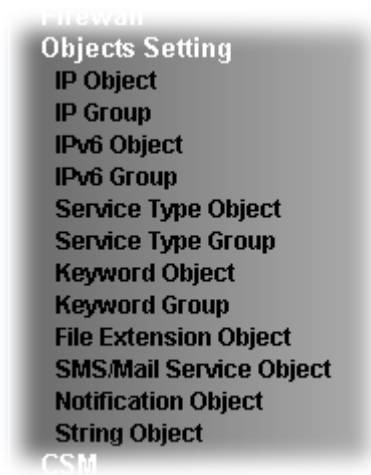 Firewall
Objects Setting
IP Object
IP Group
IPv6 Object
IPv6 Group
Service Type Object
Service Type Group
Keyword Object
Keyword Group
File Extension Object
SMS/Mail Service Object
Notification Object
String Object
CSM